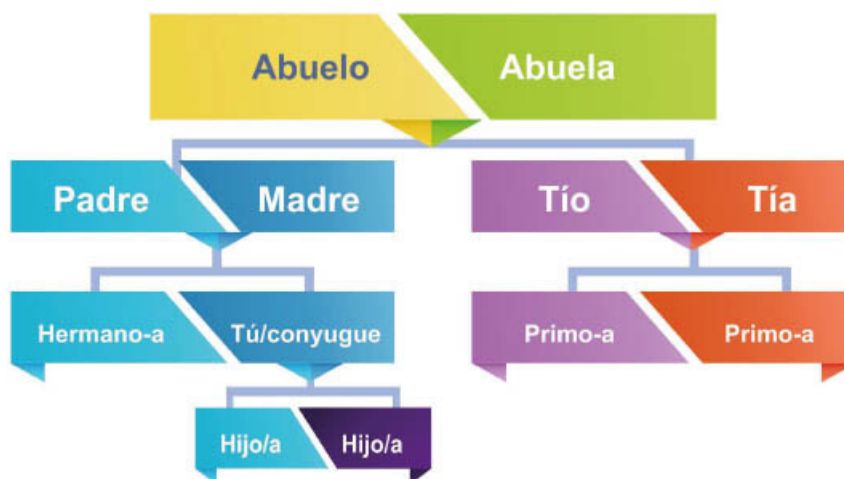 Abuelo Abuela
Padre Madre Tío Tía
Hermano-a Tú/conyugue Primo-a Primo-a
Hijo/a Hijo/a